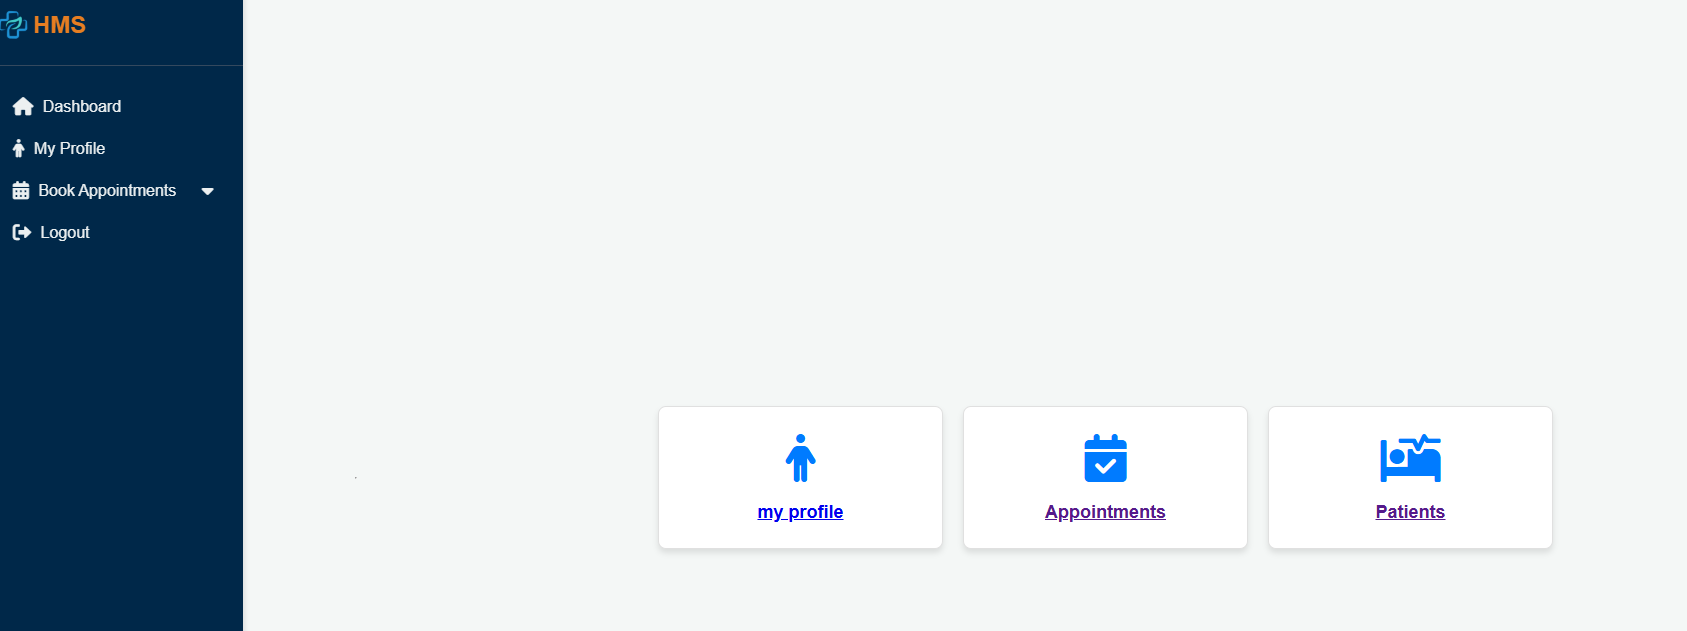 HMS
Dashboard
My Profile
Book Appointments
Logout
my profile
Appointments
Patients